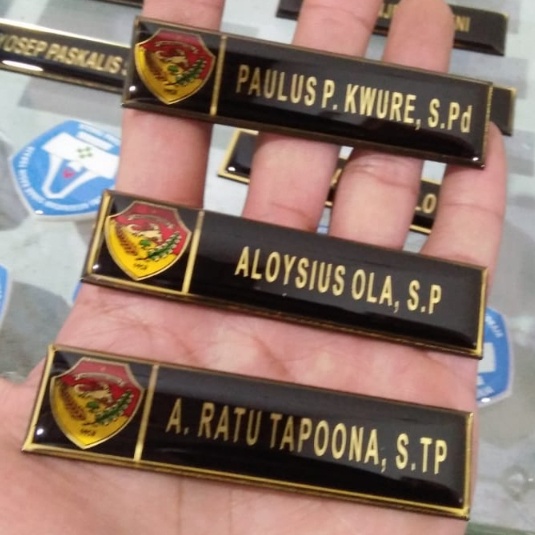 YOSEP PASKALIS
PAULUS P. KWURE, S.Pd
ALOYSIUS OLA, S.P
A. RATU TAPOONA, S.TP